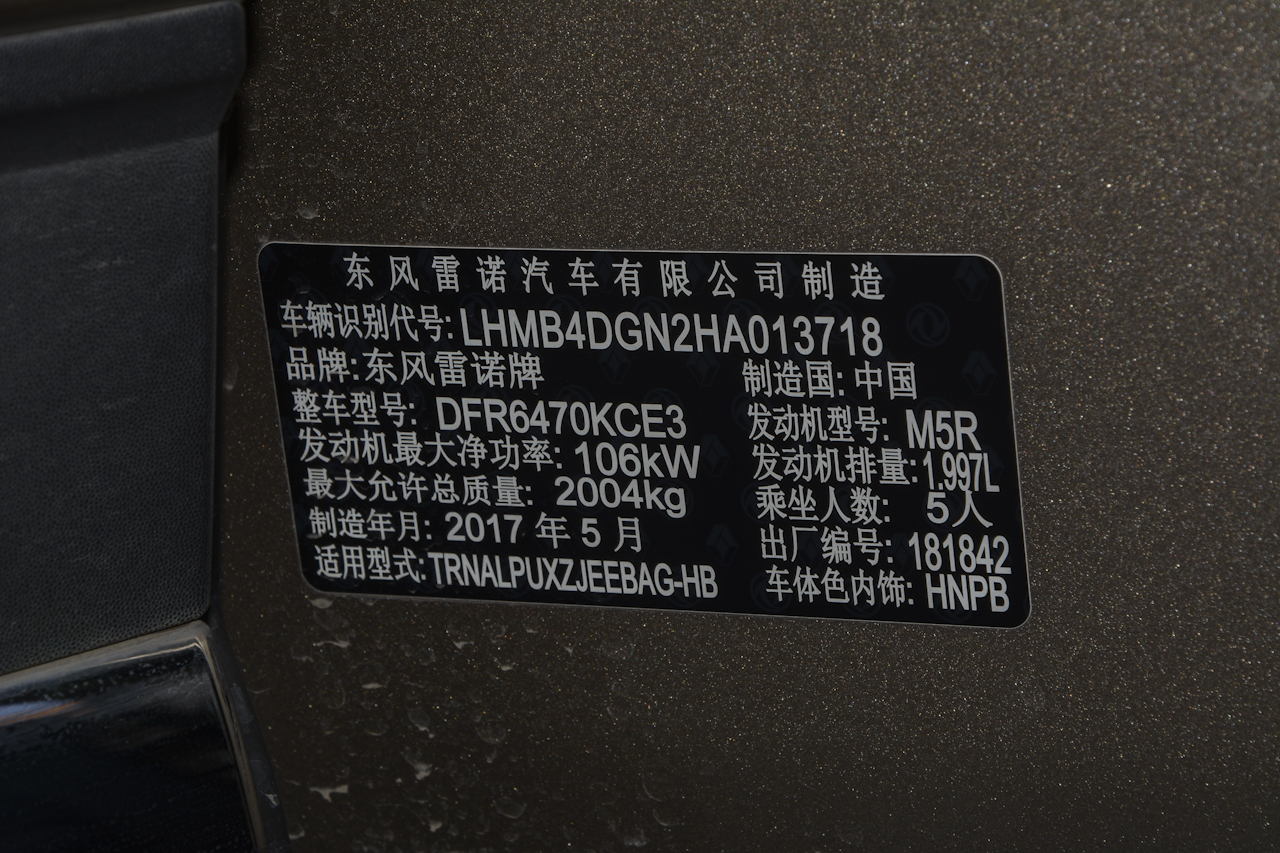 东风雷诺汽车有限公司制造
车辆识别代号: LHMB4DGN2HA013718
品牌: 东风雷诺牌 制造国: 中国
整车型号: DFR6470KCE3 发动机型号: M5R
发动机最大净功率: 106kW 发动机排量: 1.997L
最大允许总质量: 2004kg 乘坐人数: 5人
制造年月: 2017 年 5 月 出厂编号: 181842
适用型式: TRNALPUXZJEEBAG-HB 车体色内饰: HNPB